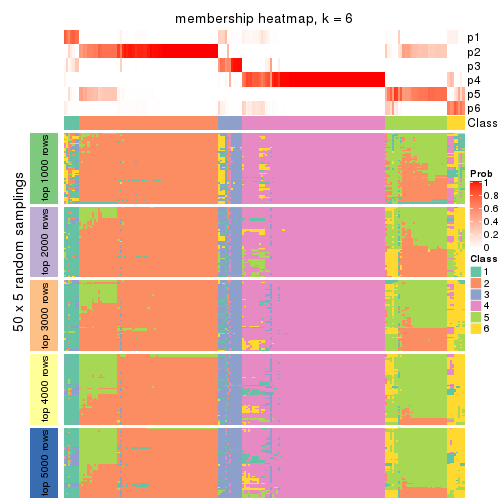 membership heatmap, k = 6
p1
p2
p3
p4
p5
p6
Class
50 x 5 random samplings
top 1000 rows
top 2000 rows
top 3000 rows
top 4000 rows
top 5000 rows
Prob
1
0.8
0.6
0.4
0.2
0
Class
1
2
3
4
5
6